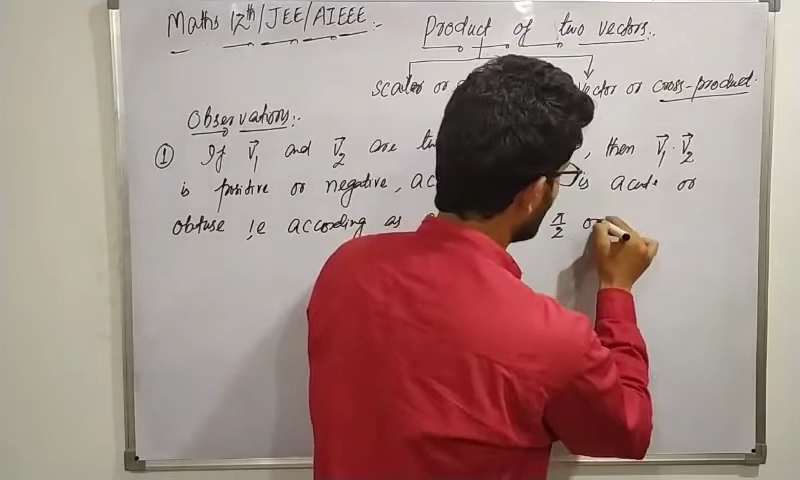 Maths 12th/JEE/AIEEE:-
Product of two vectors:-
Scalar or
Vector or cross-product.
Observations:-
① If V⃗₁ and V⃗₂ are , then V⃗₁·V⃗₂
is positive or negative, is acute or
obtuse i.e according as π/2 or